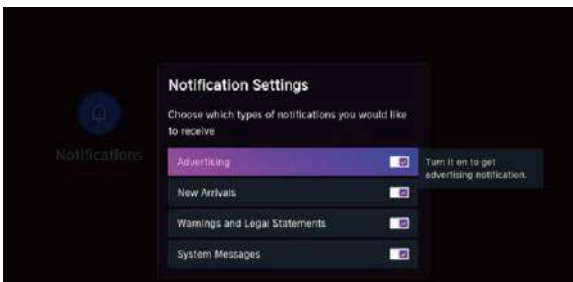 Notification Settings
Choose which types of notifications you would like
to receive
Notifications
Advertising
Turn it on to get
advertising notification.
New Arrivals
Warnings and Legal Statements
System Messages